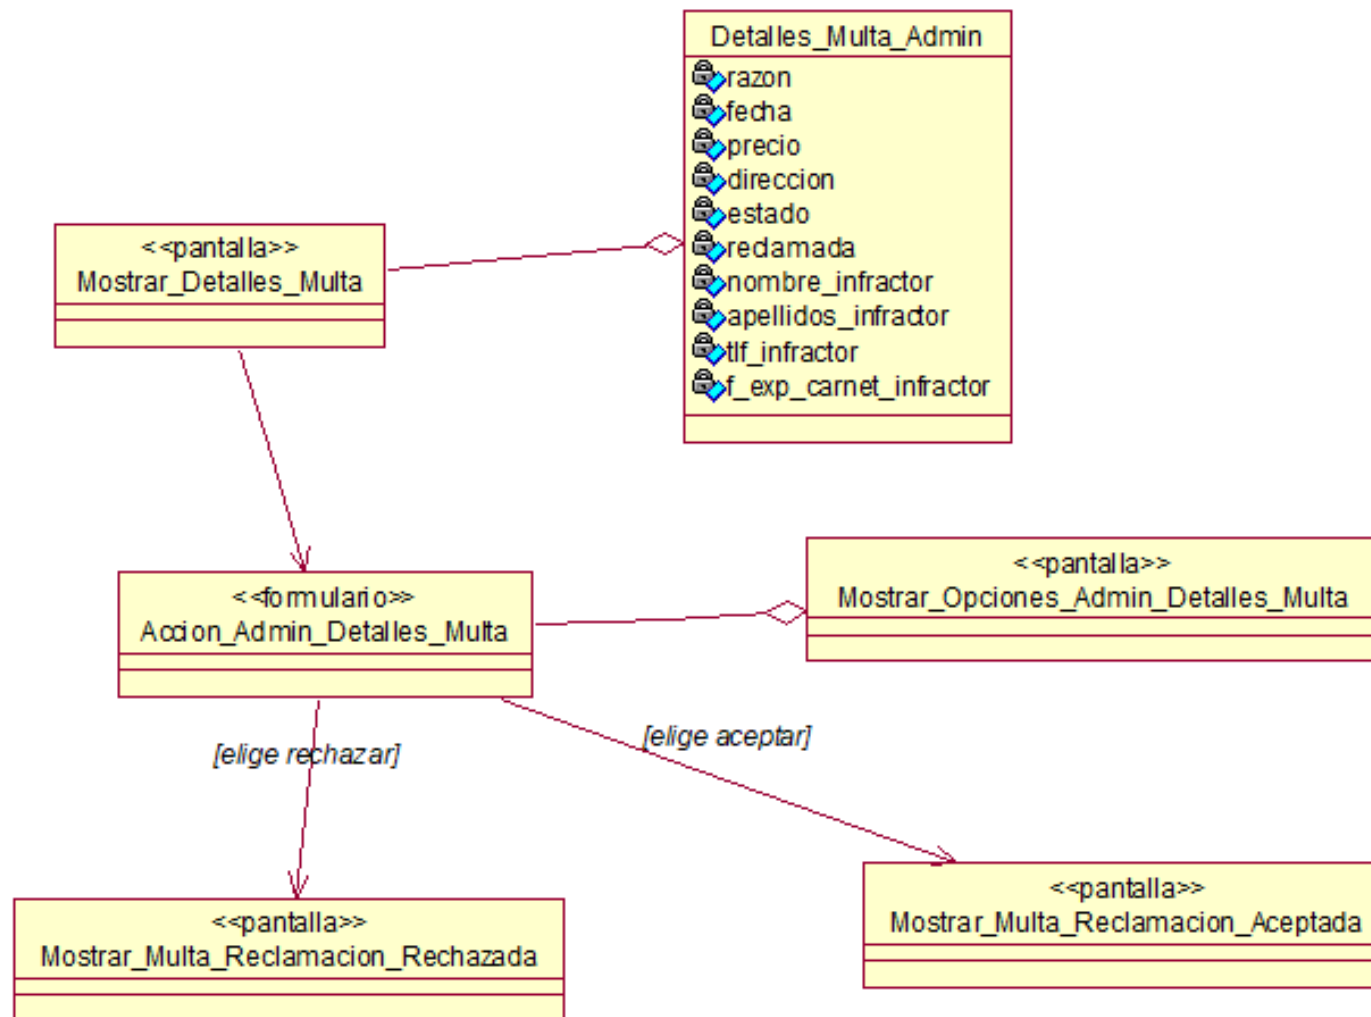 Detalles_Multa_Admin
razon
fecha
precio
direccion
estado
reclamada
nombre_infractor
apellidos_infractor
tlf_infractor
f_exp_carnet_infractor
<<pantalla>>
Mostrar_Detalles_Multa
<<formulario>>
Accion_Admin_Detalles_Multa
<<pantalla>>
Mostrar_Opciones_Admin_Detalles_Multa
[elige rechazar]
[elige aceptar]
<<pantalla>>
Mostrar_Multa_Reclamacion_Rechazada
<<pantalla>>
Mostrar_Multa_Reclamacion_Aceptada